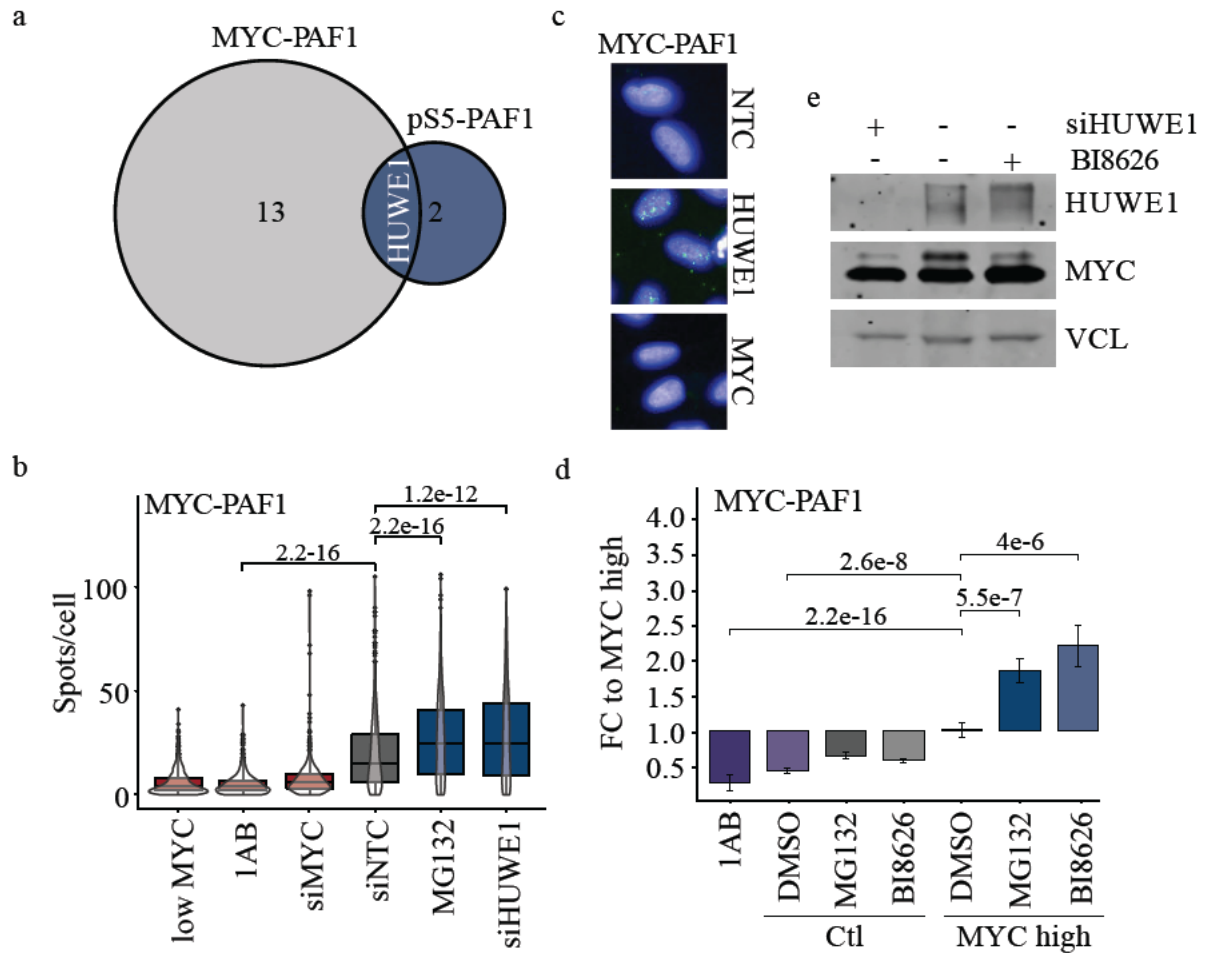 a
MYC-PAF1
pS5-PAF1
13
HUWE1
2
c
MYC-PAF1
NTC
HUWE1
MYC
e
+ - - siHUWE1
- - + BI8626
HUWE1
MYC
VCL
b
MYC-PAF1
1.2e-12
2.2e-16
2.2-16
Spots/cell
100
50
0
low MYC
1AB
siMYC
siNTC
MG132
siHUWE1
d
MYC-PAF1
4e-6
2.6e-8
5.5e-7
2.2e-16
FC to MYC high
4.0
3.5
3.0
2.5
2.0
1.5
1.0
0.5
1AB
DMSO
MG132
BI8626
DMSO
MG132
BI8626
Ctl
MYC high